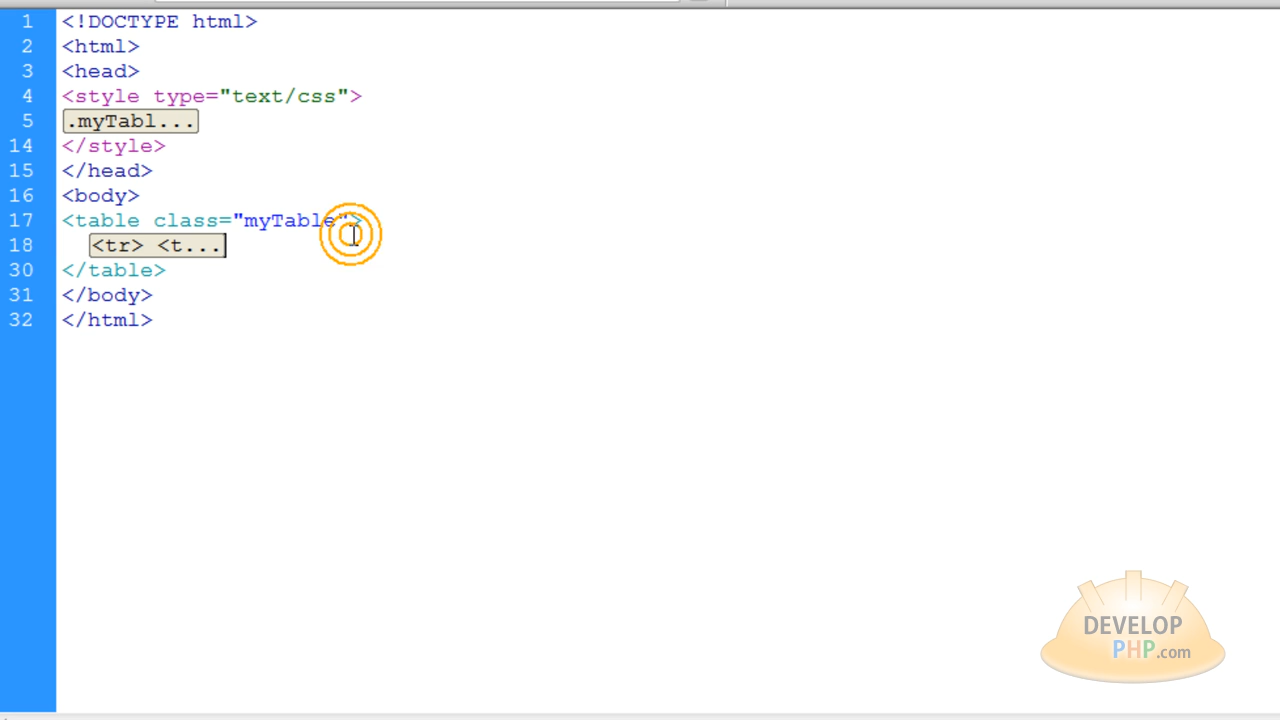 1 <!DOCTYPE html>
2 <html>
3 <head>
4 <style type="text/css">
5 .myTabl...
14 </style>
15 </head>
16 <body>
17 <table class="myTable">
18 <tr> <t...
30 </table>
31 </body>
32 </html>
DEVELOP
PHP.com